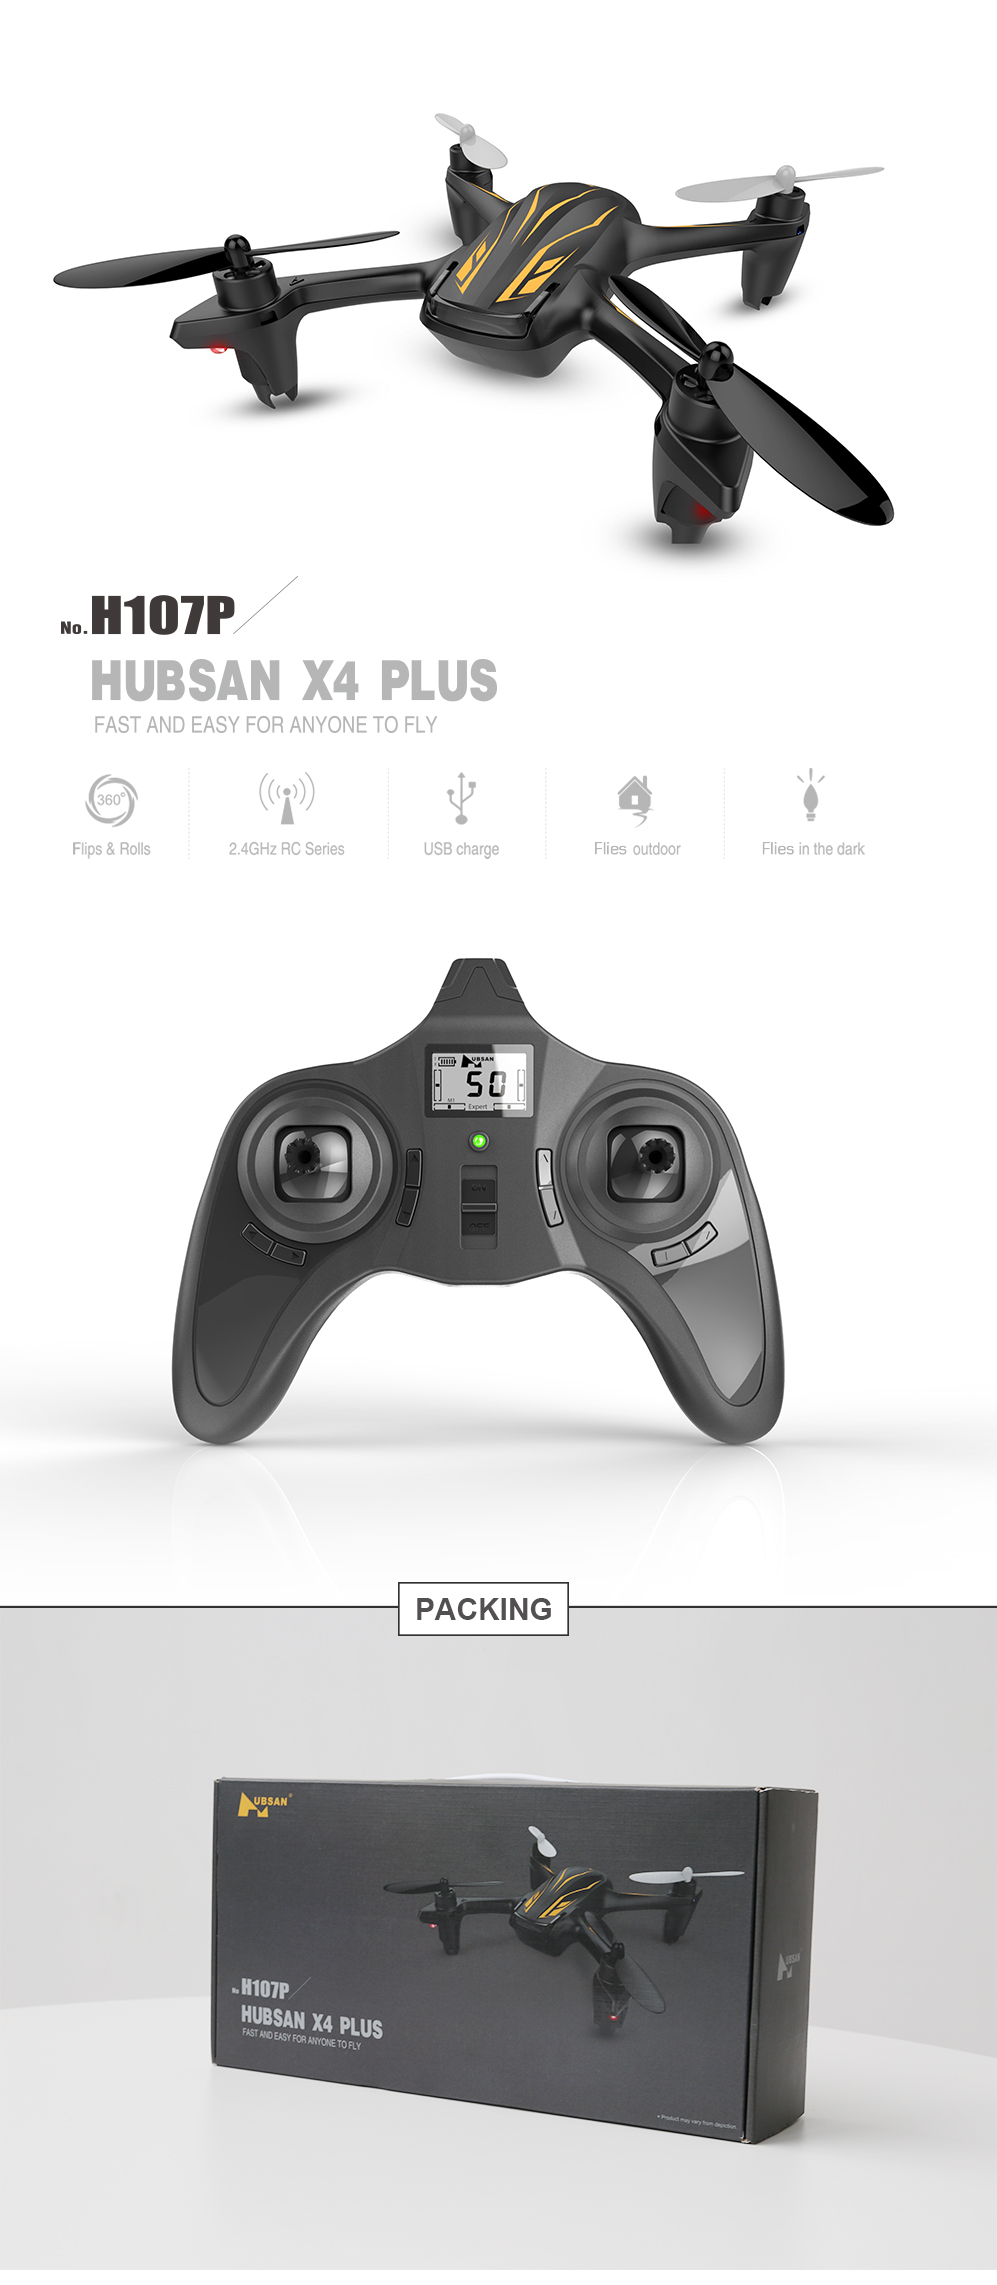 No. H107P
HUBSAN X4 PLUS
FAST AND EASY FOR ANYONE TO FLY
360°
Flips & Rolls
2.4GHz RC Series
USB charge
Flies outdoor
Flies in the dark
UBSAN
50
M1
Expert
ON
OFF
PACKING
UBSAN®
No H107P
HUBSAN X4 PLUS
FAST AND EASY FOR ANYONE TO FLY
* Product may vary from depiction.
UBSAN